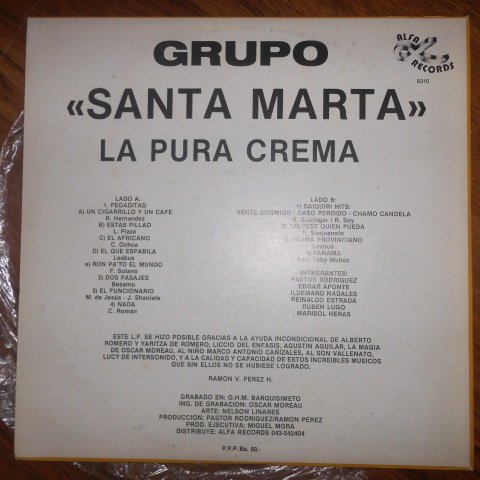 GRUPO
ALFA
RECORDS
8310
«SANTA MARTA»
LA PURA CREMA
LADO A:
1. PEGADITAS:
A) UN CIGARRILLO Y UN CAFE
R. Hernandez
B) ESTAS PILLAO
L. Plaza
C) EL AFRICANO
C. Ochoa
D) EL QUE ESPABILA
Leabus
e) RON PA'TO EL MUNDO
F. Solano
2) DOS PASAJES
Besamo
3) EL FUNCIONARIO
M. de Jesús - J. Shaniate
4) NADA
C. Román
LADO B:
1) DAIQUIRI HITS:
VENTE CONMIGO - CASO PERDIDO - CHAMO CANDELA
A. Eiezinger / R. Soy
2) SALVESE QUIEN PUEDA
F. Sanjuanelo
3) DRAMA PROVINCIANO
Leabus
4) PANAMA
Toby Muñoz
INTEGRANTES:
PASTOR RODRIGUEZ
EDGAR APONTE
ILDEMARO NADALES
REINALDO ESTRADA
RUBEN LUGO
MARISOL HERAS
ESTE L.P. SE HIZO POSIBLE GRACIAS A LA AYUDA INCONDICIONAL DE ALBERTO
ROMERO Y YARITZA DE ROMERO, LICCIO DEL ENFASIS, AGUSTIN AGUILAR, LA MAGIA
DE OSCAR MOREAU, AL NIÑO MARCO ANTONIO CAÑIZALES, AL SON VALLENATO,
LUCY DE INTERSONIDO, Y A LA CALIDAD Y CAPACIDAD DE ESTOS INCREIBLES MUSICOS
QUE SIN ELLOS NO SE HUBIESE LOGRADO.
RAMON V. PEREZ H.
GRABADO EN: O.H.M. BARQUISIMETO
ING. DE GRABACION: OSCAR MOREAU
ARTE: NELSON LINARES
PRODUCCION: PASTOR RODRIGUEZ/RAMON PEREZ
PROD. EJECUTIVA: MIGUEL MORA
DISTRIBUYE: ALFA RECORDS 043-542404
P.V.P. Bs. 50.-